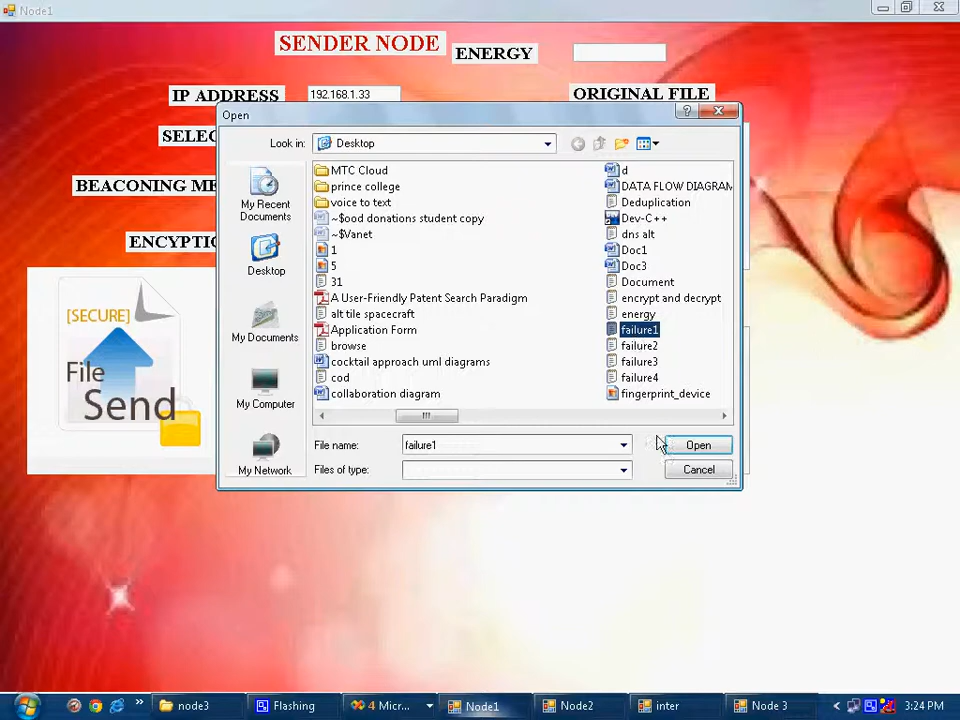 Node1
SENDER NODE
ENERGY
IP ADDRESS
192.168.1.33
ORIGINAL FILE
SELEC
BEACONING ME
ENCYPTIO
[SECURE]
File
Send
Open
Look in:
Desktop
My Recent
Documents
Desktop
My Documents
My Computer
My Network
MTC Cloud
prince college
voice to text
~$ood donations student copy
~$Vanet
1
5
31
A User-Friendly Patent Search Paradigm
alt tile spacecraft
Application Form
browse
cocktail approach uml diagrams
cod
collaboration diagram
d
DATA FLOW DIAGRAM
Deduplication
Dev-C++
dns alt
Doc1
Doc3
Document
encrypt and decrypt
energy
failure1
failure2
failure3
failure4
fingerprint_device
File name:
failure1
Open
Files of type:
Cancel
node3
Flashing
4 Micr...
Node1
Node2
inter
Node 3
3:24 PM